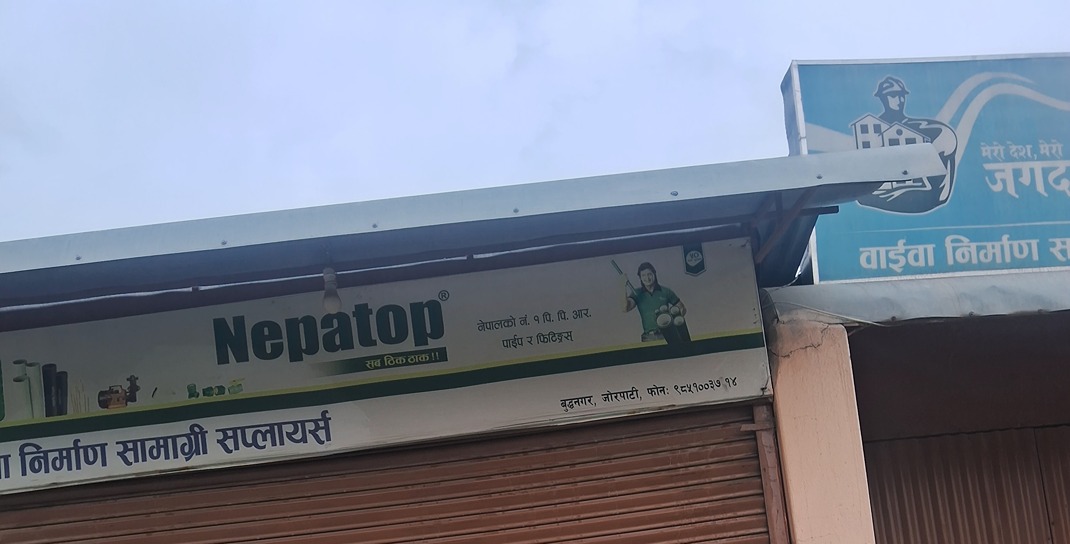 Nepatop®
सब ठिक ठाक !!
नेपालको नं. १ पि. पि. आर.
पाईप र फिटिङ्स्
निर्माण सामाग्री सप्लायर्स
बुद्धनगर, जोरपाटी, फोनः ९८५१००३७१४
मेरो देश, मेरो
जगद
वाईवा निर्माण स